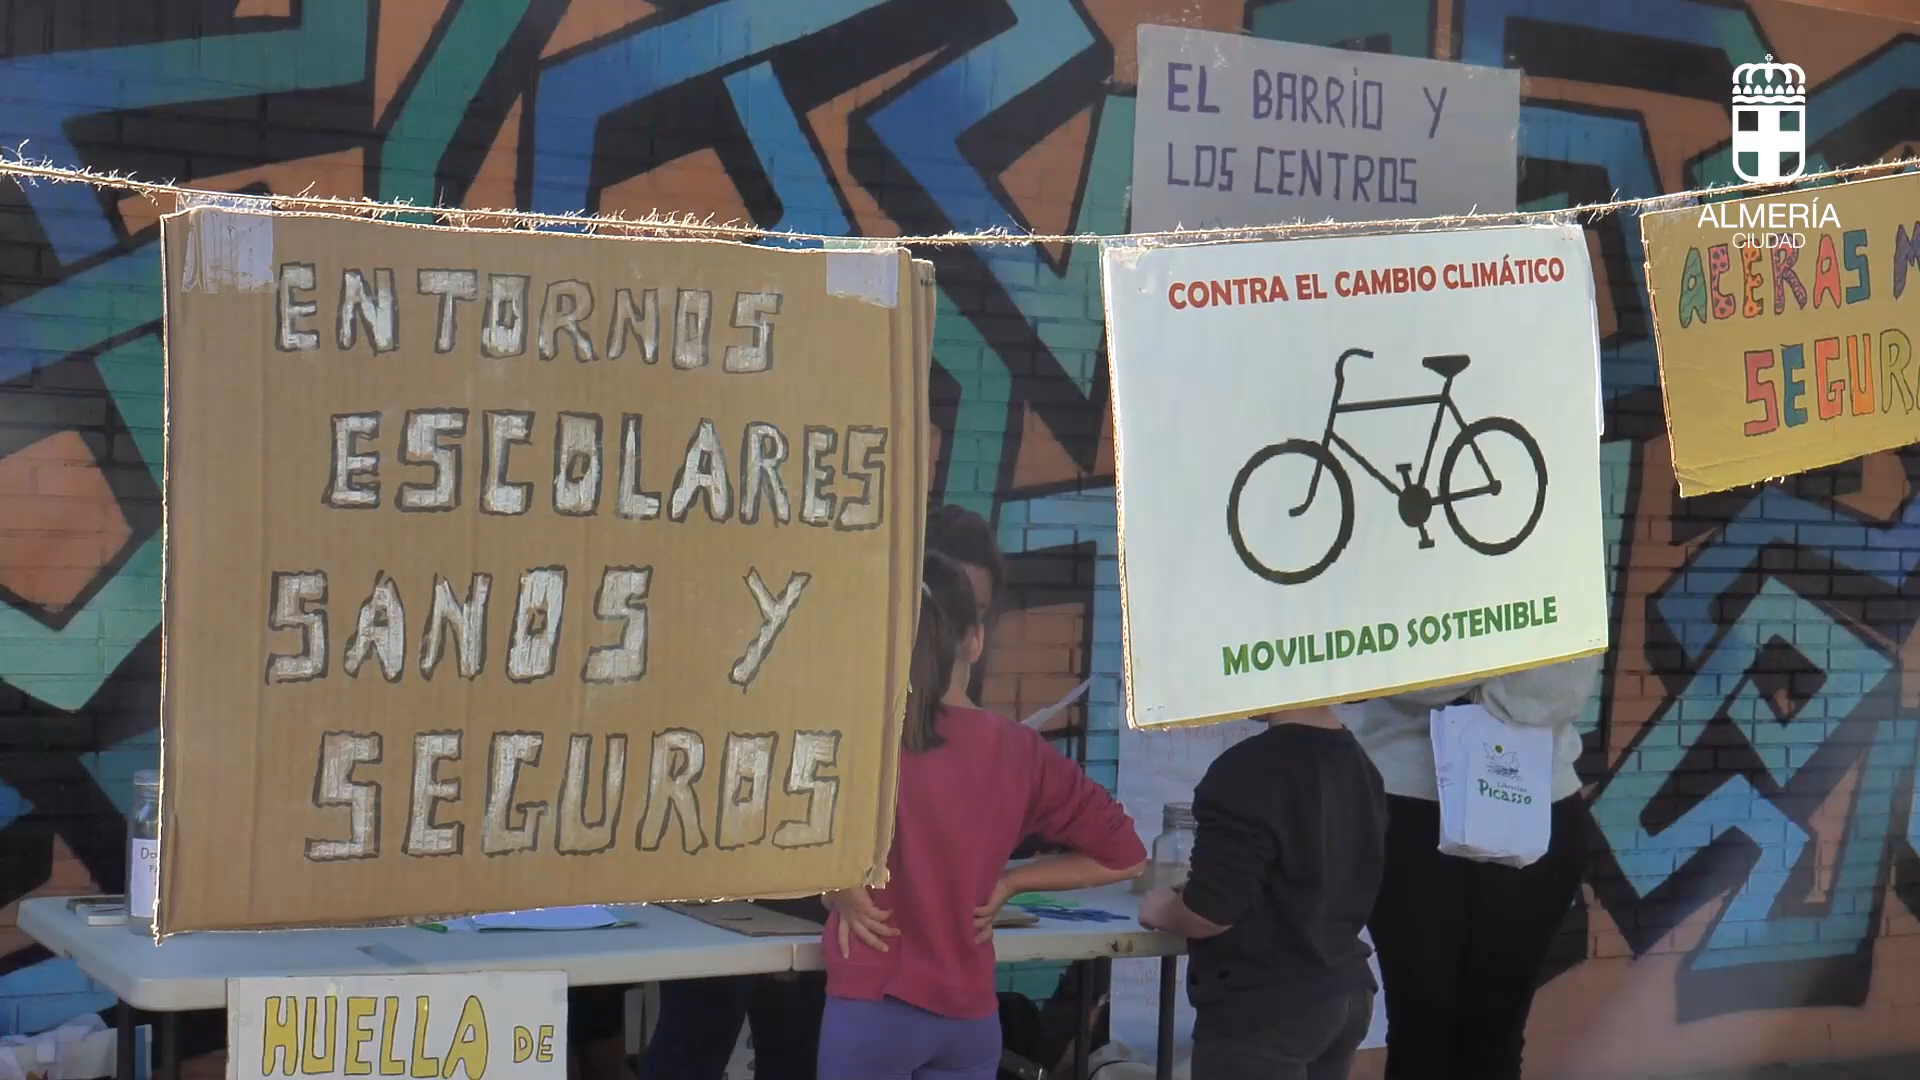 EL BARRIO Y
LOS CENTROS
ALMERÍA
CIUDAD
ENTORNOS
ESCOLARES
SANOS Y
SEGUROS
CONTRA EL CAMBIO CLIMÁTICO
MOVILIDAD SOSTENIBLE
ACERAS
Picasso
HUELLA DE